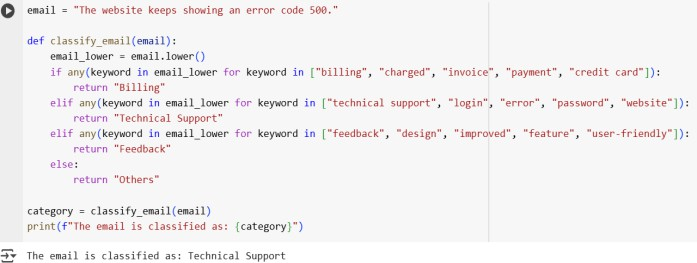 email = "The website keeps showing an error code 500."

def classify_email(email):
    email_lower = email.lower()
    if any(keyword in email_lower for keyword in ["billing", "charged", "invoice", "payment", "credit card"]):
        return "Billing"
    elif any(keyword in email_lower for keyword in ["technical support", "login", "error", "password", "website"]):
        return "Technical Support"
    elif any(keyword in email_lower for keyword in ["feedback", "design", "improved", "feature", "user-friendly"]):
        return "Feedback"
    else:
        return "Others"

category = classify_email(email)
print(f"The email is classified as: {category}")
The email is classified as: Technical Support